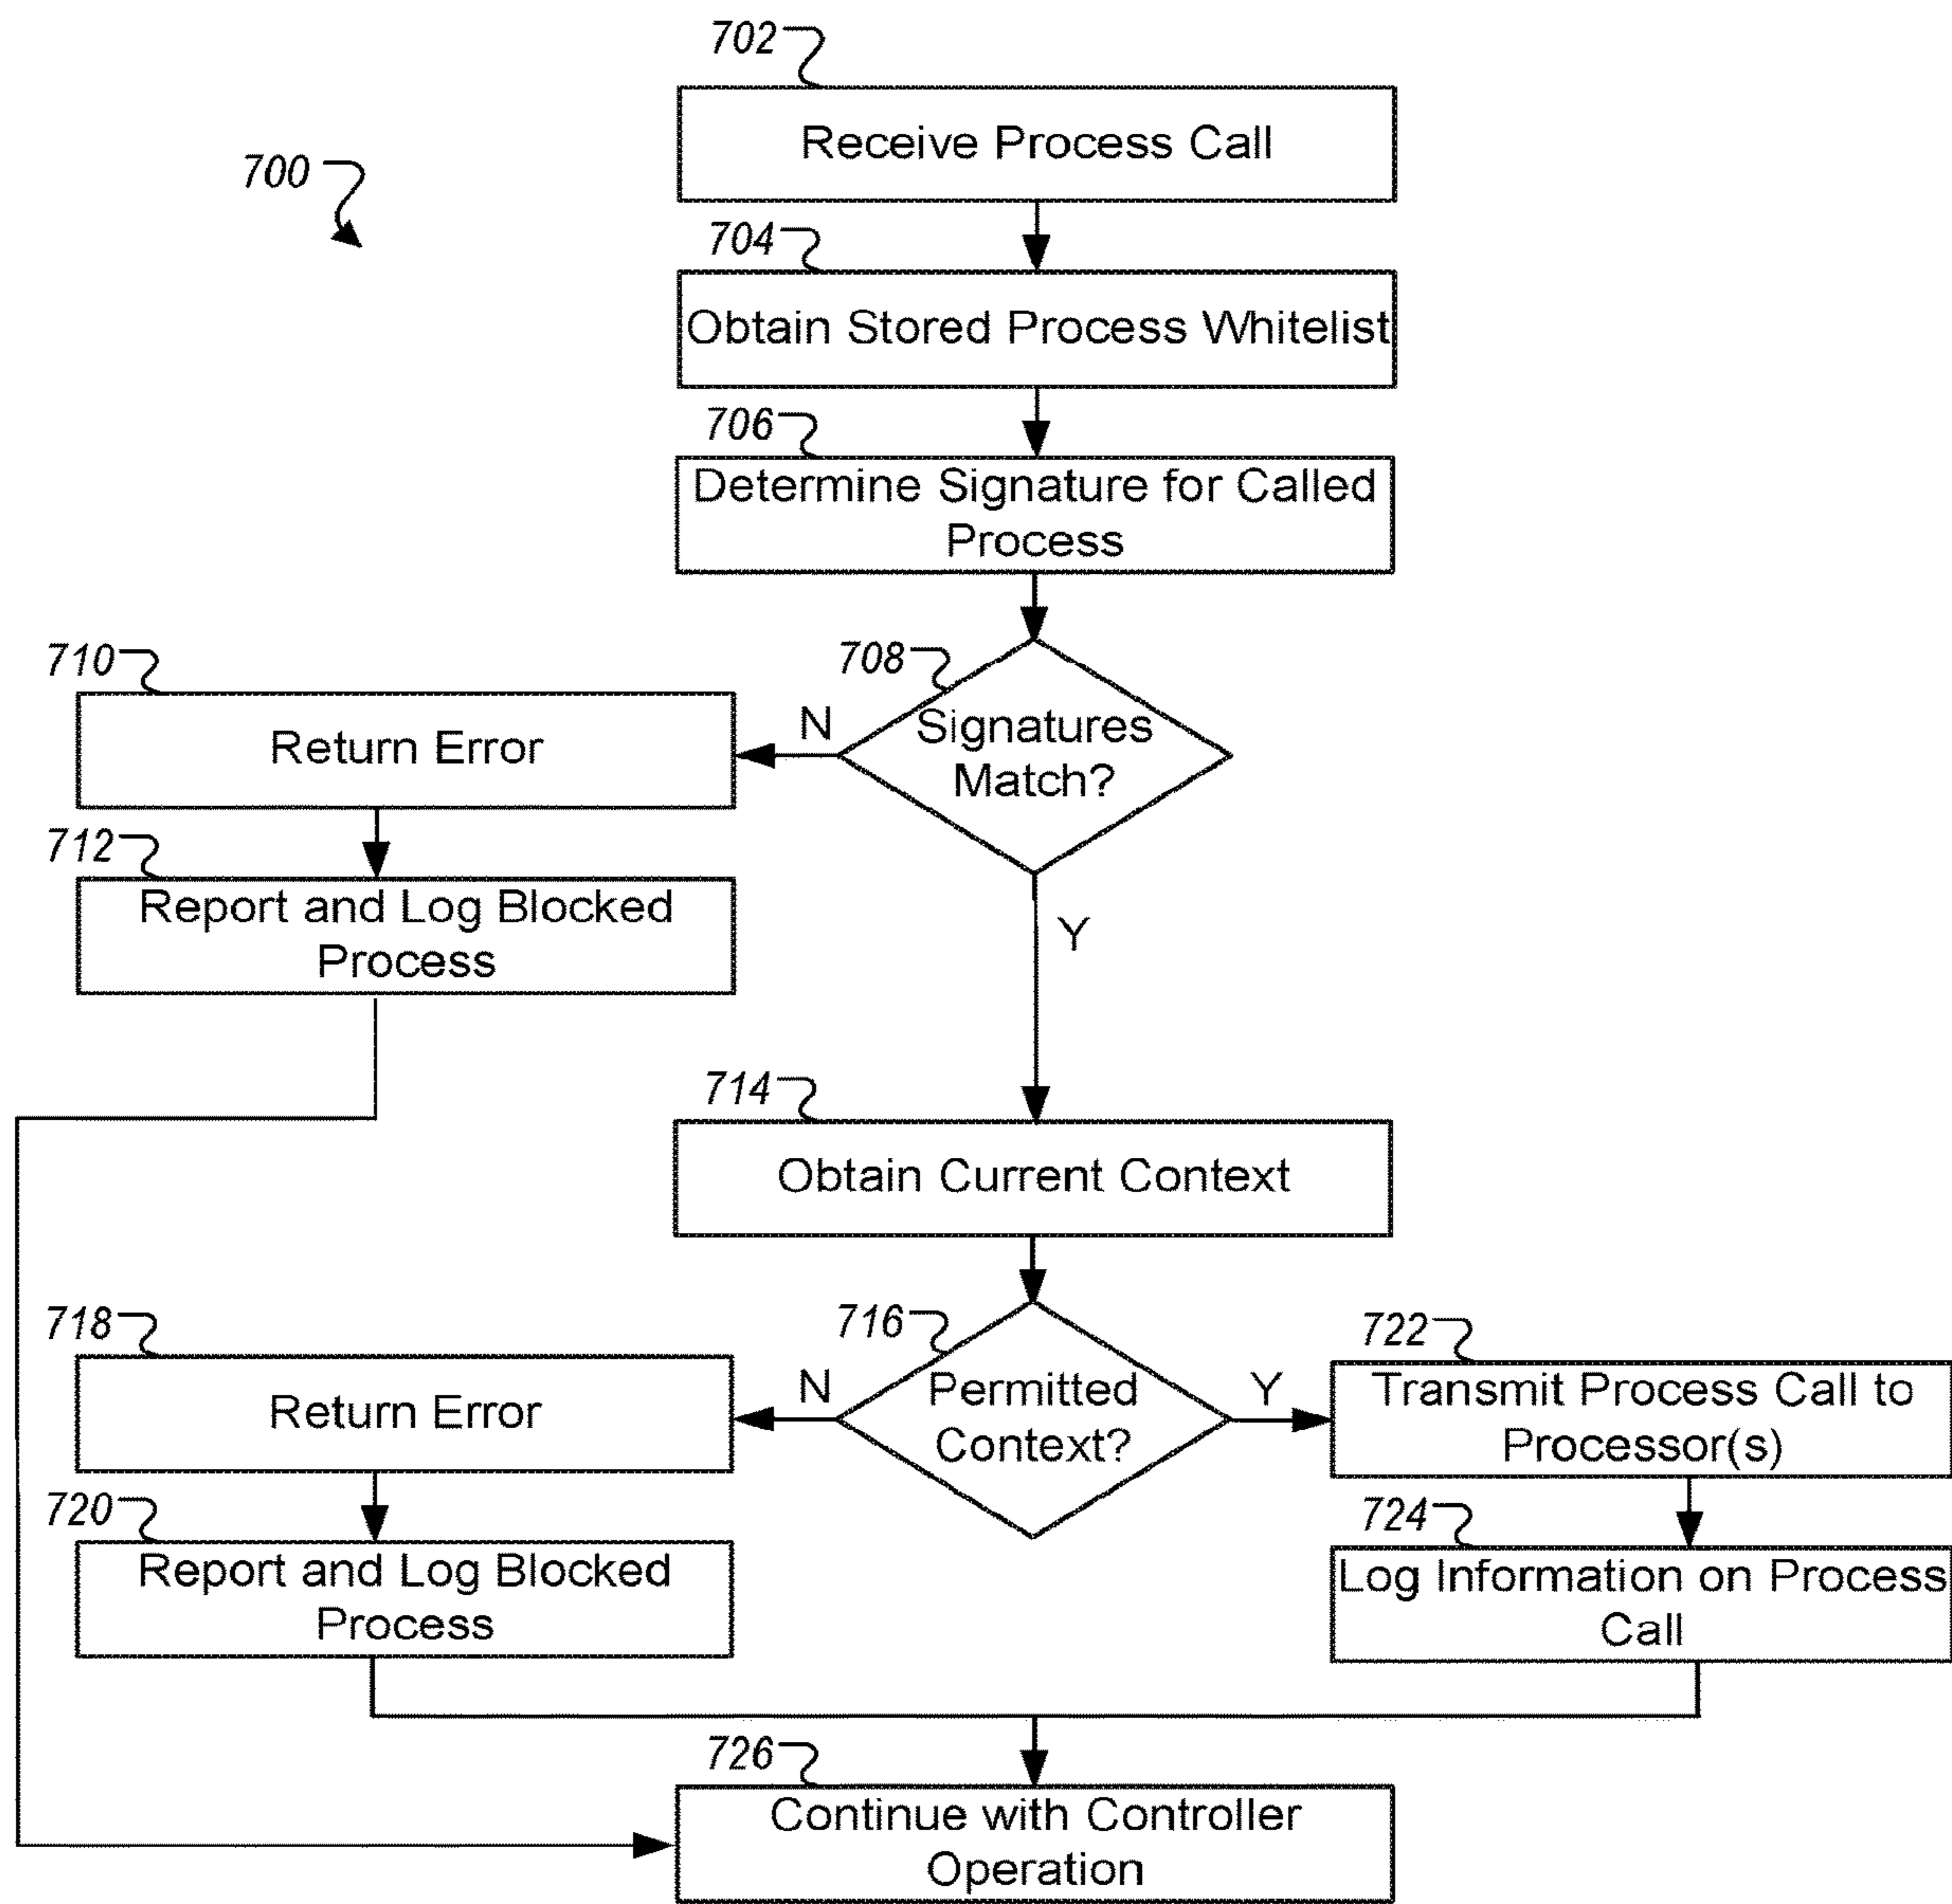 702
Receive Process Call
700
704
Obtain Stored Process Whitelist
706
Determine Signature for Called
Process
708
Signatures
Match?
N
Y
710
Return Error
712
Report and Log Blocked
Process
714
Obtain Current Context
716
Permitted
Context?
N
Y
718
Return Error
720
Report and Log Blocked
Process
722
Transmit Process Call to
Processor(s)
724
Log Information on Process
Call
726
Continue with Controller
Operation